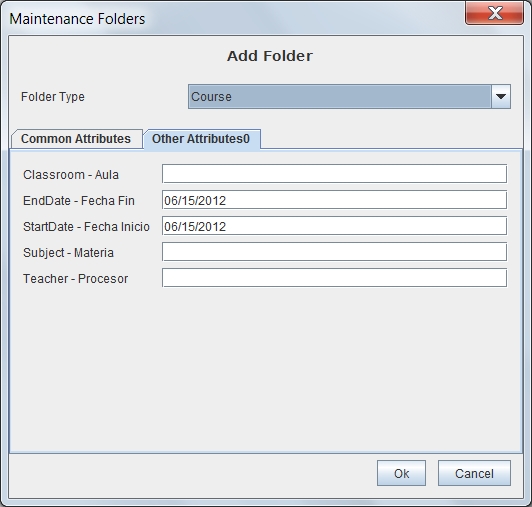 Maintenance Folders
Add Folder
Folder Type Course
Common Attributes Other Attributes0
Classroom - Aula
EndDate - Fecha Fin 06/15/2012
StartDate - Fecha Inicio 06/15/2012
Subject - Materia
Teacher - Procesor
Ok Cancel